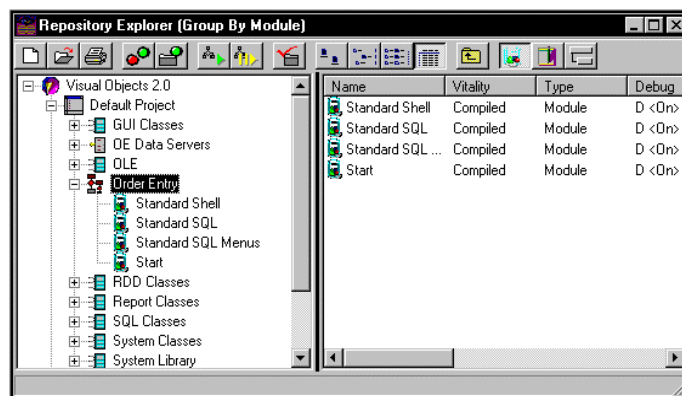 Repository Explorer (Group By Module)
Visual Objects 2.0
Default Project
GUI Classes
OE Data Servers
OLE
Order Entry
Standard Shell
Standard SQL
Standard SQL Menus
Start
RDD Classes
Report Classes
SQL Classes
System Classes
System Library
Name Vitality Type Debug
Standard Shell Compiled Module D <On>
Standard SQL Compiled Module D <On>
Standard SQL ... Compiled Module D <On>
Start Compiled Module D <On>